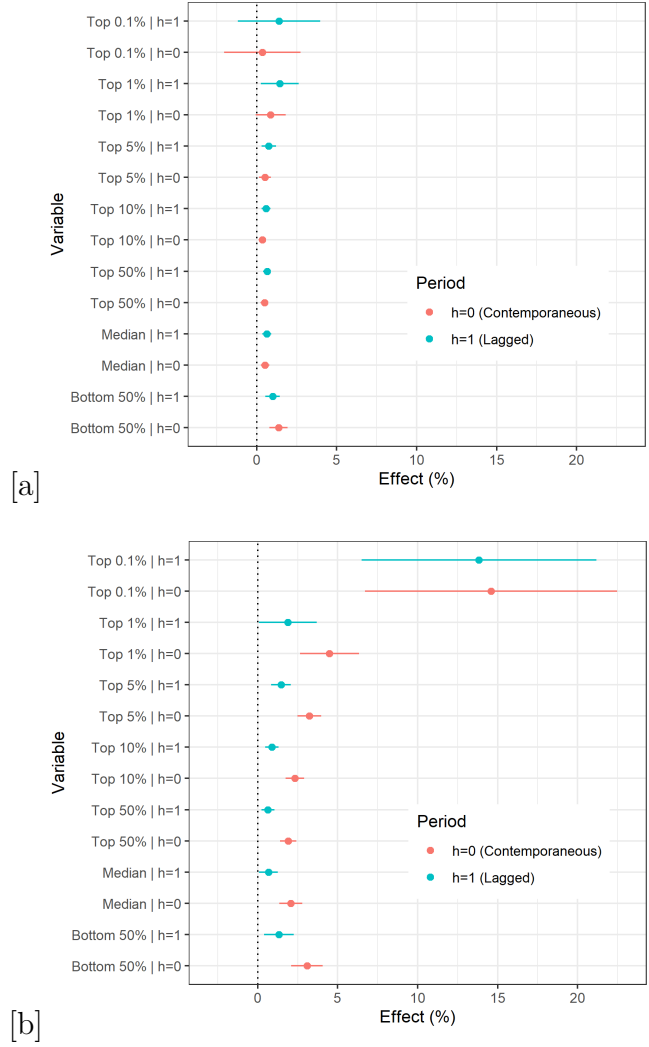 Top 0.1% | h=1
Top 0.1% | h=0
Top 1% | h=1
Top 1% | h=0
Top 5% | h=1
Top 5% | h=0
Top 10% | h=1
Top 10% | h=0
Top 50% | h=1
Top 50% | h=0
Median | h=1
Median | h=0
Bottom 50% | h=1
Bottom 50% | h=0
Variable
Period
h=0 (Contemporaneous)
h=1 (Lagged)
0 5 10 15 20
Effect (%)
[a]
Top 0.1% | h=1
Top 0.1% | h=0
Top 1% | h=1
Top 1% | h=0
Top 5% | h=1
Top 5% | h=0
Top 10% | h=1
Top 10% | h=0
Top 50% | h=1
Top 50% | h=0
Median | h=1
Median | h=0
Bottom 50% | h=1
Bottom 50% | h=0
Variable
Period
h=0 (Contemporaneous)
h=1 (Lagged)
0 5 10 15 20
Effect (%)
[b]